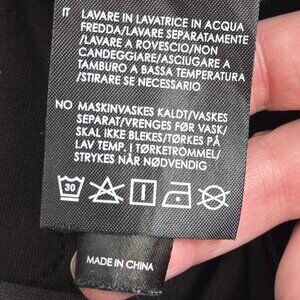 IT LAVARE IN LAVATRICE IN ACQUA
FREDDA/LAVARE SEPARATAMENTE
/LAVARE A ROVESCIO/NON
CANDEGGIARE/ASCIUGARE A
TAMBURO A BASSA TEMPERATURA
/STIRARE SE NECESSARIO
NO MASKINVASKES KALDT/VASKES
SEPARAT/VRENGES FØR VASK/
SKAL IKKE BLEKES/TØRKES PÅ
LAV TEMP. I TØRKETROMMEL/
STRYKES NÅR NØDVENDIG
30
MADE IN CHINA